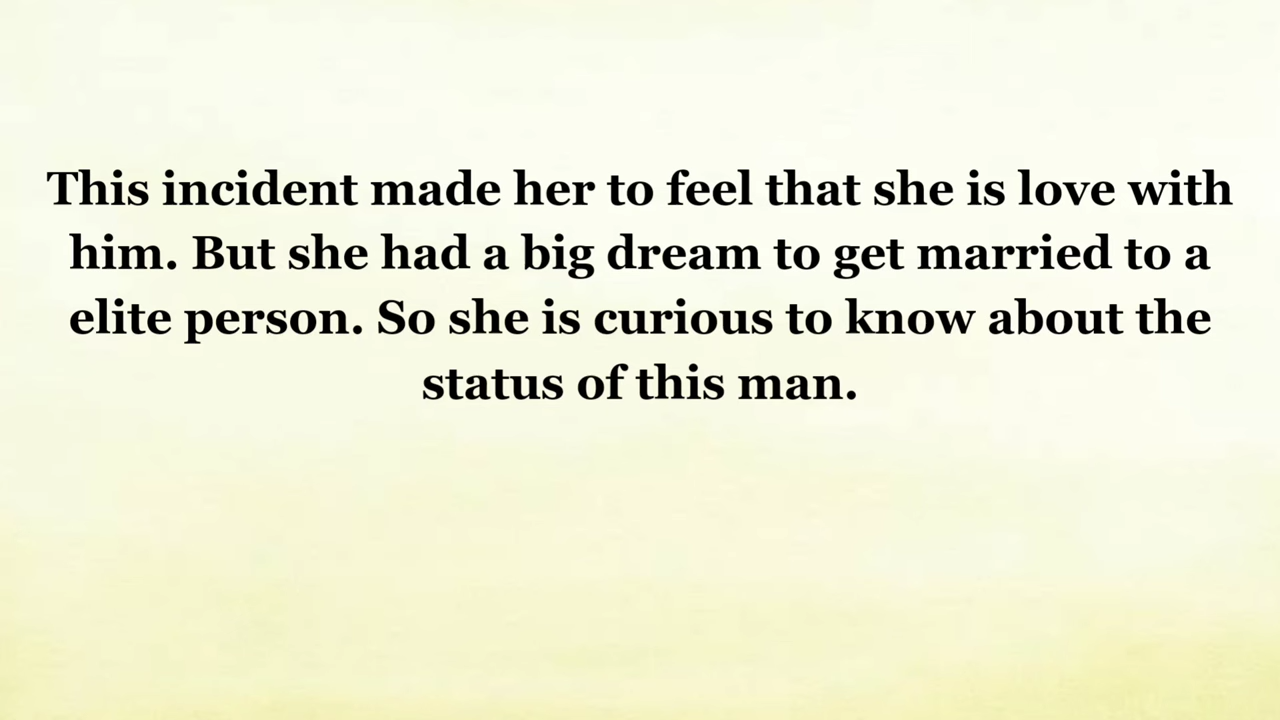 This incident made her to feel that she is love with
him. But she had a big dream to get married to a
elite person. So she is curious to know about the
status of this man.